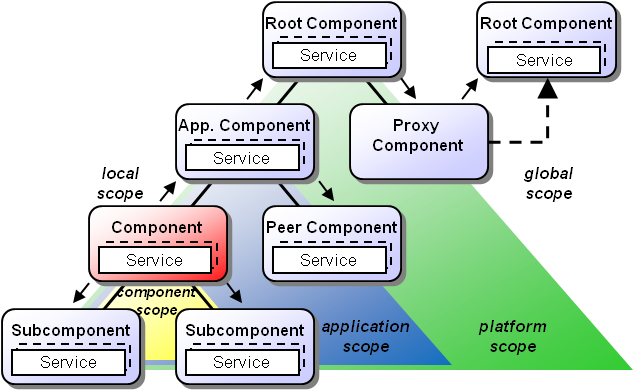 Root Component
Service
Root Component
Service
App. Component
Service
Proxy
Component
local
scope
global
scope
Component
Service
Peer Component
Service
component
scope
Subcomponent
Service
Subcomponent
Service
application
scope
platform
scope